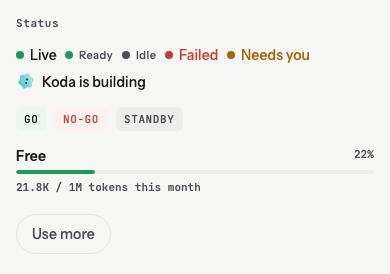 Status
Live Ready Idle Failed Needs you
Koda is building
GO NO-GO STANDBY
Free 22%
21.8K / 1M tokens this month
Use more